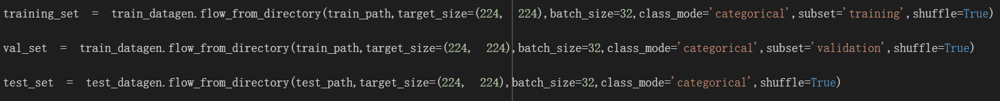 training_set = train_datagen.flow_from_directory(train_path,target_size=(224, 224),batch_size=32,class_mode='categorical',subset='training',shuffle=True)
val_set = train_datagen.flow_from_directory(train_path,target_size=(224, 224),batch_size=32,class_mode='categorical',subset='validation',shuffle=True)
test_set = test_datagen.flow_from_directory(test_path,target_size=(224, 224),batch_size=32,class_mode='categorical',shuffle=True)